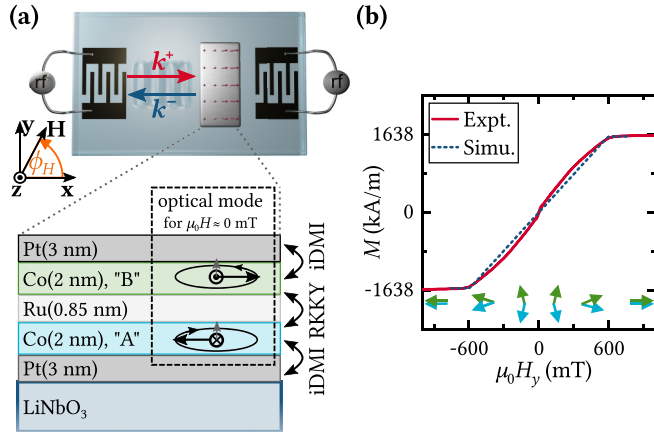 (a)
k⁺
k⁻
rf
rf
y
H
ϕ_H
z
x
optical mode
for μ₀H ≈ 0 mT
Pt(3 nm)
Co(2 nm), "B"
Ru(0.85 nm)
Co(2 nm), "A"
Pt(3 nm)
LiNbO₃
iDMI
RKKY
iDMI
(b)
Expt.
Simu.
M (kA/m)
1638
0
-1638
-600
0
600
μ₀H_y (mT)